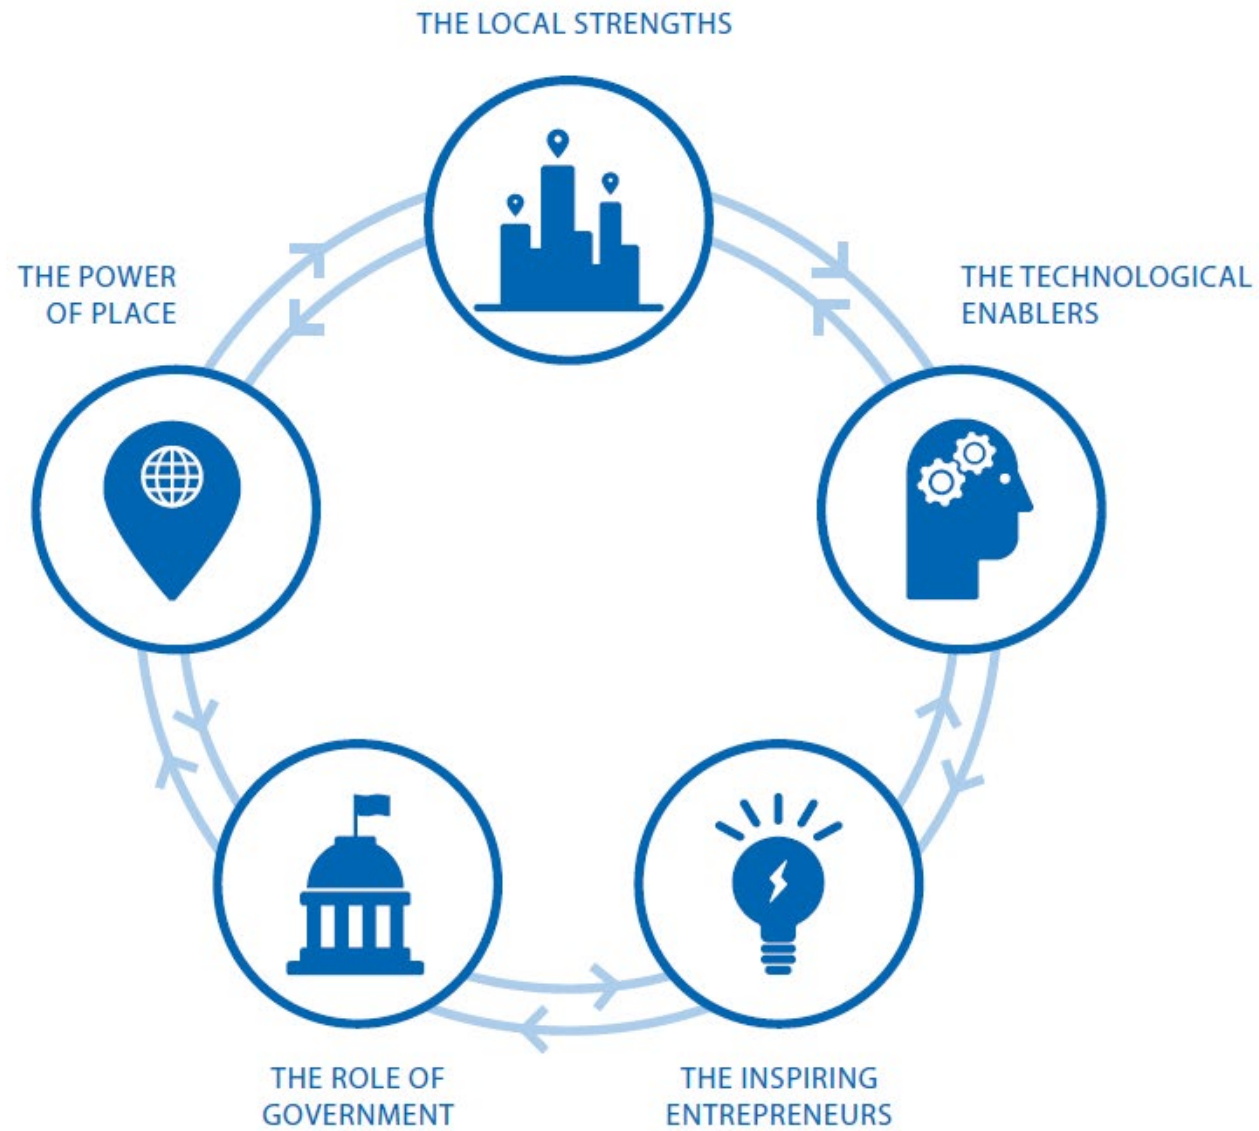 THE LOCAL STRENGTHS
THE POWER
OF PLACE
THE TECHNOLOGICAL
ENABLERS
THE ROLE OF
GOVERNMENT
THE INSPIRING
ENTREPRENEURS